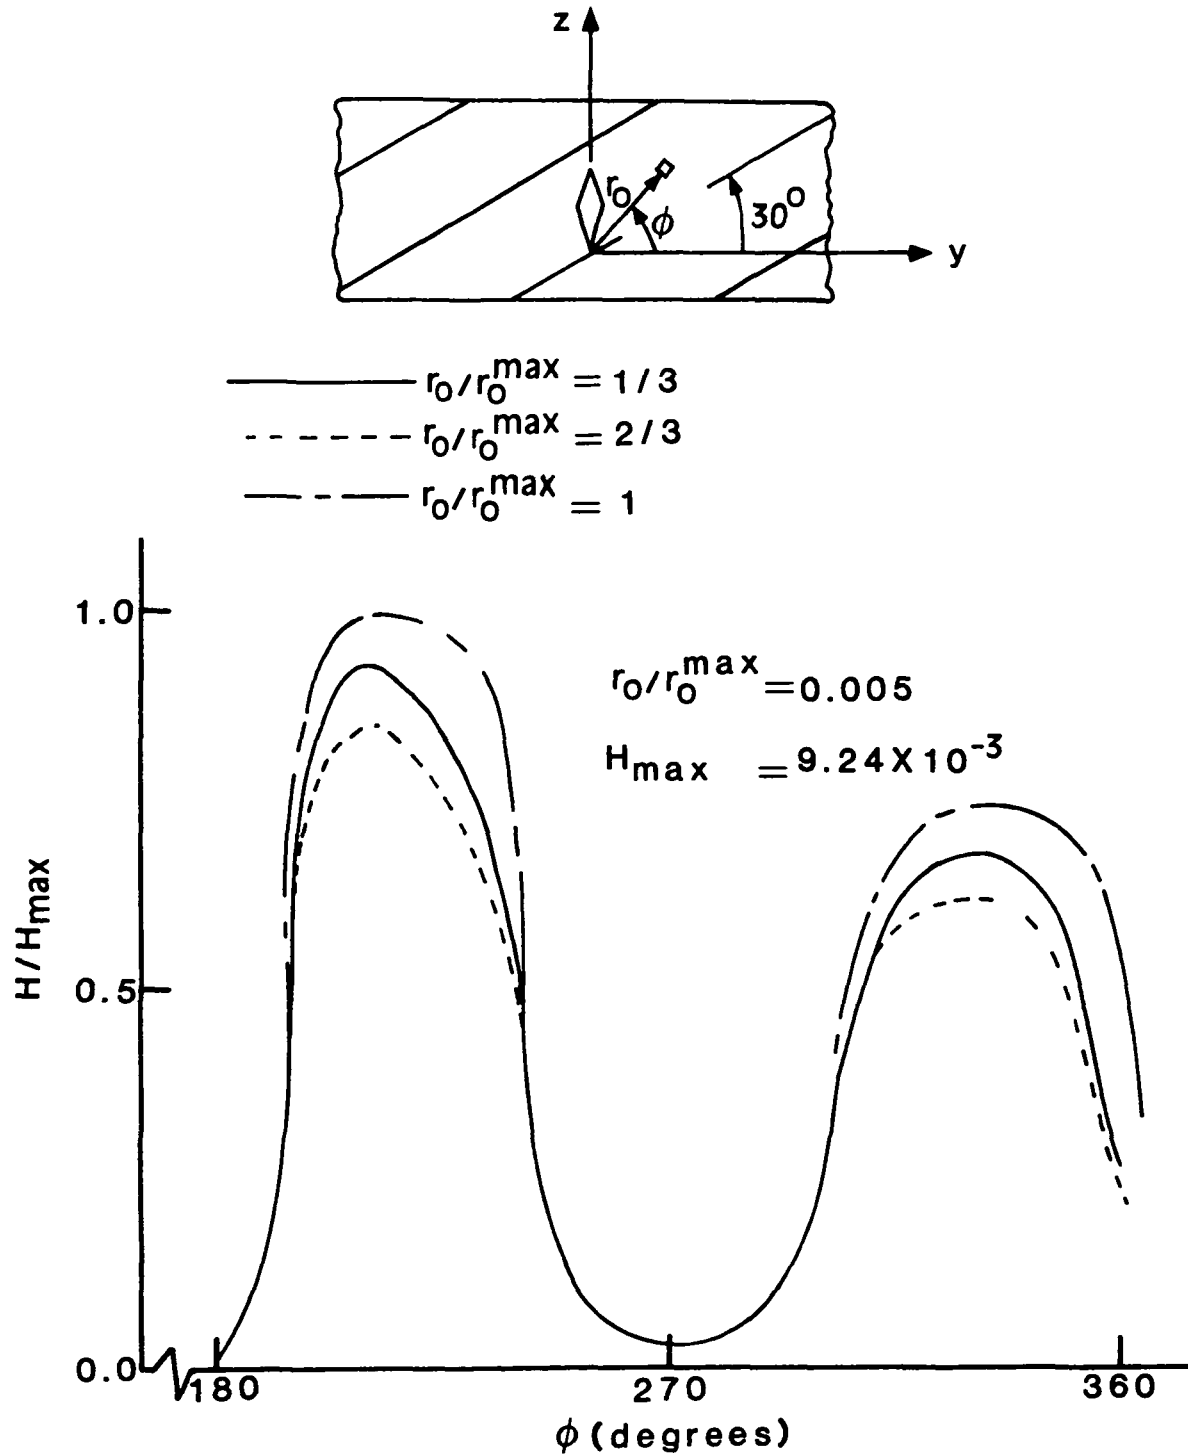 z
r₀
ϕ
30⁰
y
r₀/r₀ᵐᵃˣ = 1/3
r₀/r₀ᵐᵃˣ = 2/3
r₀/r₀ᵐᵃˣ = 1
1.0
r₀/r₀ᵐᵃˣ =0.005
Hmax =9.24X10⁻³
H/Hmax
0.5
0.0
180
270
360
ϕ (degrees)